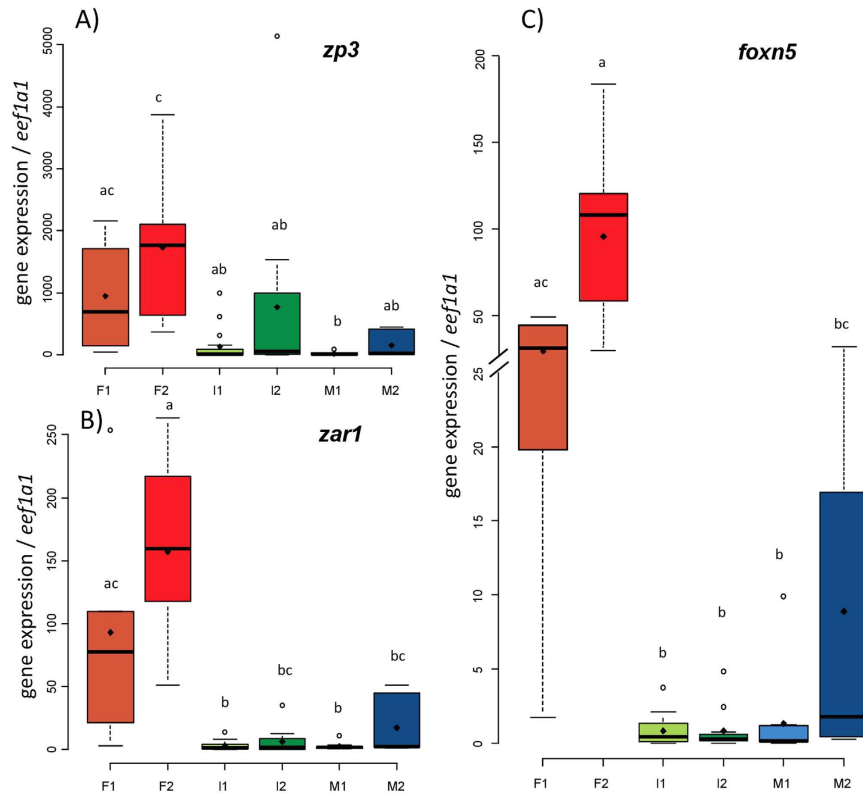 A)
zp3
gene expression / eef1a1
5000
4000
3000
2000
1000
0
ac
c
ab
ab
b
ab
F1 F2 I1 I2 M1 M2
B)
zar1
gene expression / eef1a1
250
200
150
100
50
0
ac
a
b
bc
b
bc
F1 F2 I1 I2 M1 M2
C)
foxn5
gene expression / eef1a1
200
150
100
50
25
20
15
10
5
0
ac
a
b
b
b
bc
F1 F2 I1 I2 M1 M2